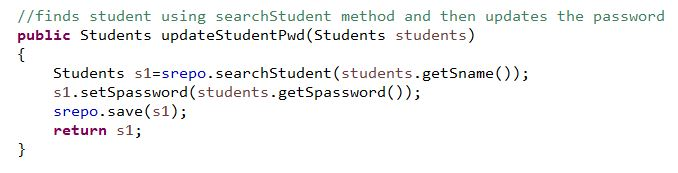 //finds student using searchStudent method and then updates the password
public Students updateStudentPwd(Students students)
{
    Students s1=srepo.searchStudent(students.getSname());
    s1.setSpassword(students.getSpassword());
    srepo.save(s1);
    return s1;
}